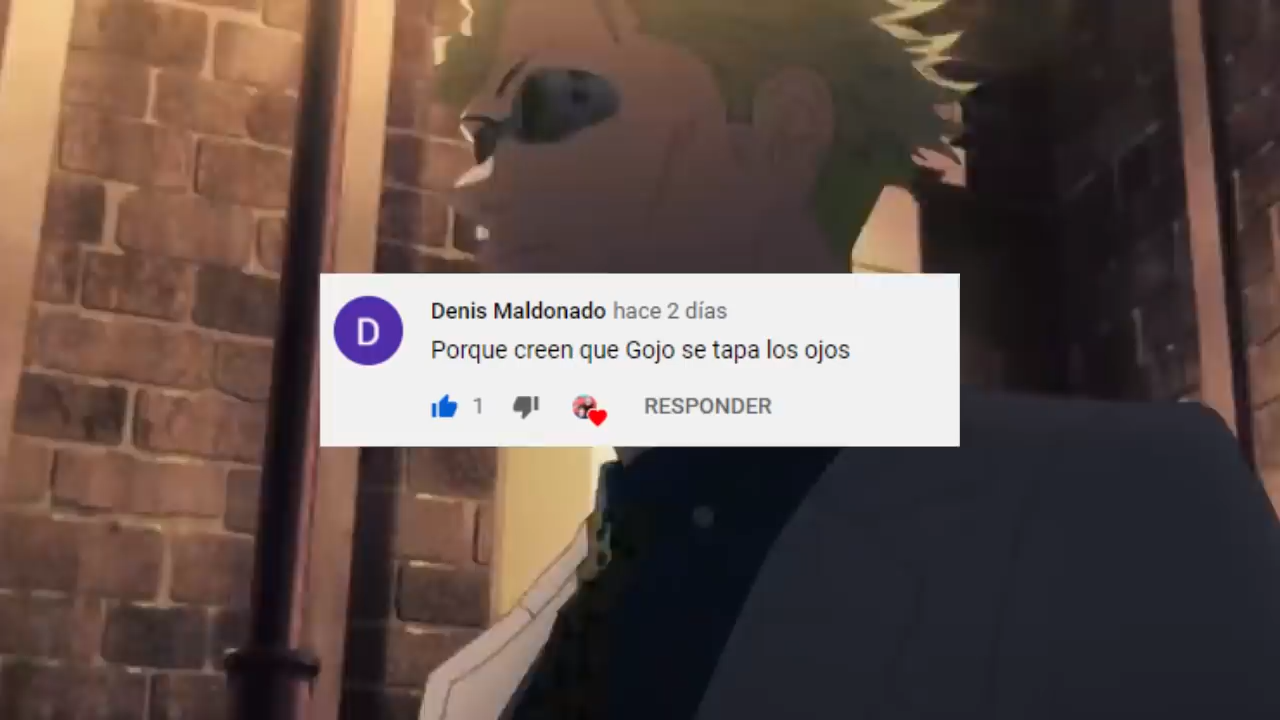 D
Denis Maldonado hace 2 días
Porque creen que Gojo se tapa los ojos
1 RESPONDER